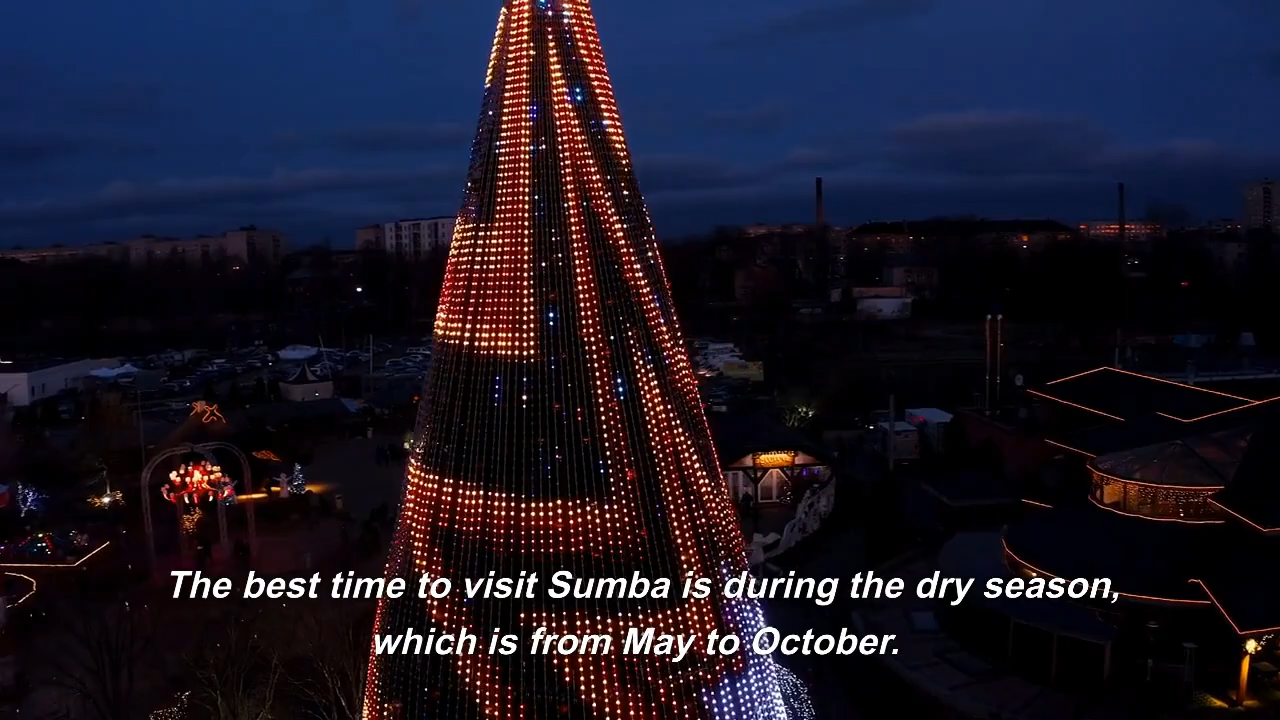 The best time to visit Sumba is during the dry season,
which is from May to October.